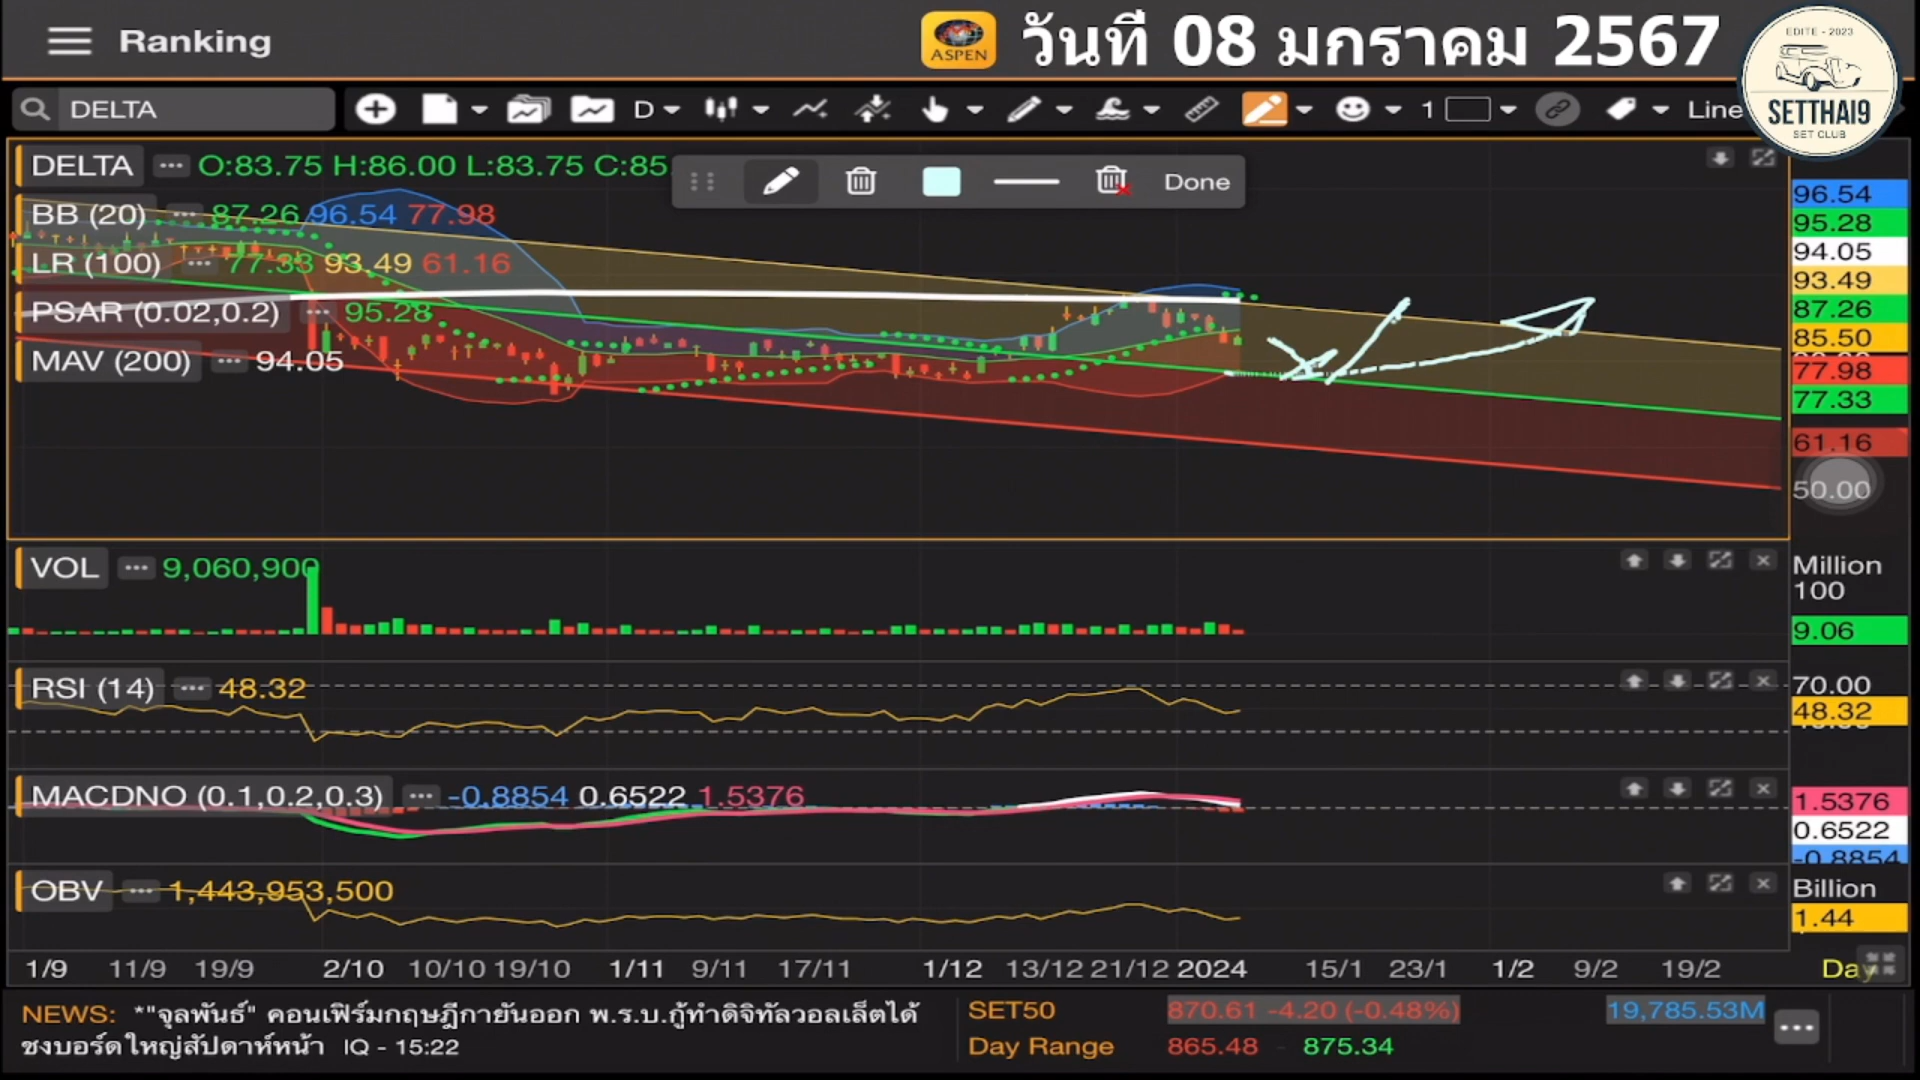 Ranking
ASPEN
วันที่ 08 มกราคม 2567
EDITE - 2023
SETTHAI9
SET CLUB
DELTA
D
1
Line
DELTA O:83.75 H:86.00 L:83.75 C:85
Done
BB (20) 87.26 96.54 77.98
LR (100) 77.33 93.49 61.16
PSAR (0.02,0.2) 95.28
MAV (200) 94.05
96.54
95.28
94.05
93.49
87.26
85.50
77.98
77.33
61.16
50.00
VOL 9,060,900
Million
100
9.06
RSI (14) 48.32
70.00
48.32
MACDNO (0.1,0.2,0.3) -0.8854 0.6522 1.5376
1.5376
0.6522
-0.8854
OBV 1,443,953,500
Billion
1.44
1/9 11/9 19/9 2/10 10/10 19/10 1/11 9/11 17/11 1/12 13/12 21/12 2024 15/1 23/1 1/2 9/2 19/2 Day
NEWS: *"จุลพันธ์" คอนเฟิร์มกฤษฎีกายันออก พ.ร.บ.กู้ทำดิจิทัลวอลเล็ตได้
ชงบอร์ดใหญ่สัปดาห์หน้า IQ - 15:22
SET50 870.61 -4.20 (-0.48%) 19,785.53M
Day Range 865.48 - 875.34